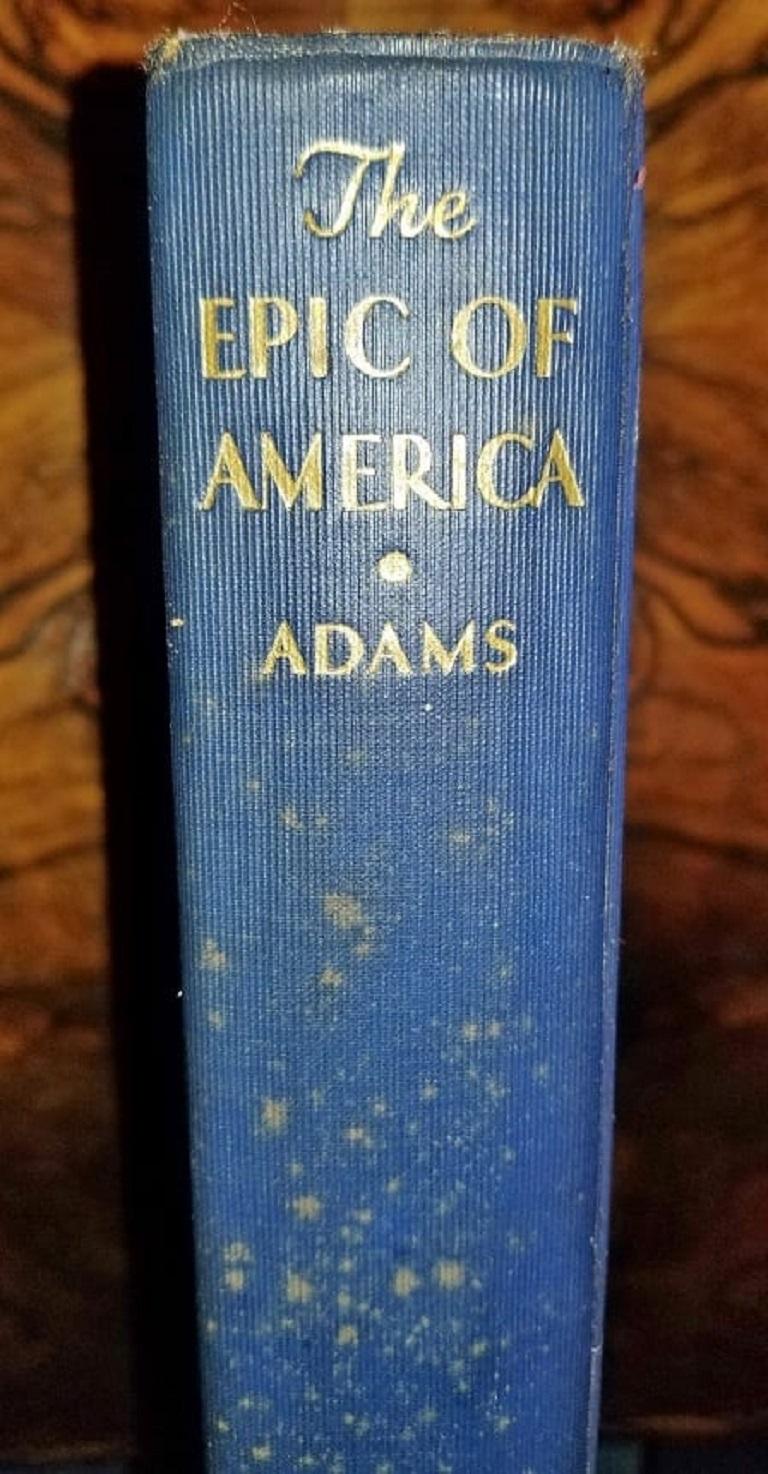 The
EPIC OF
AMERICA
•
ADAMS